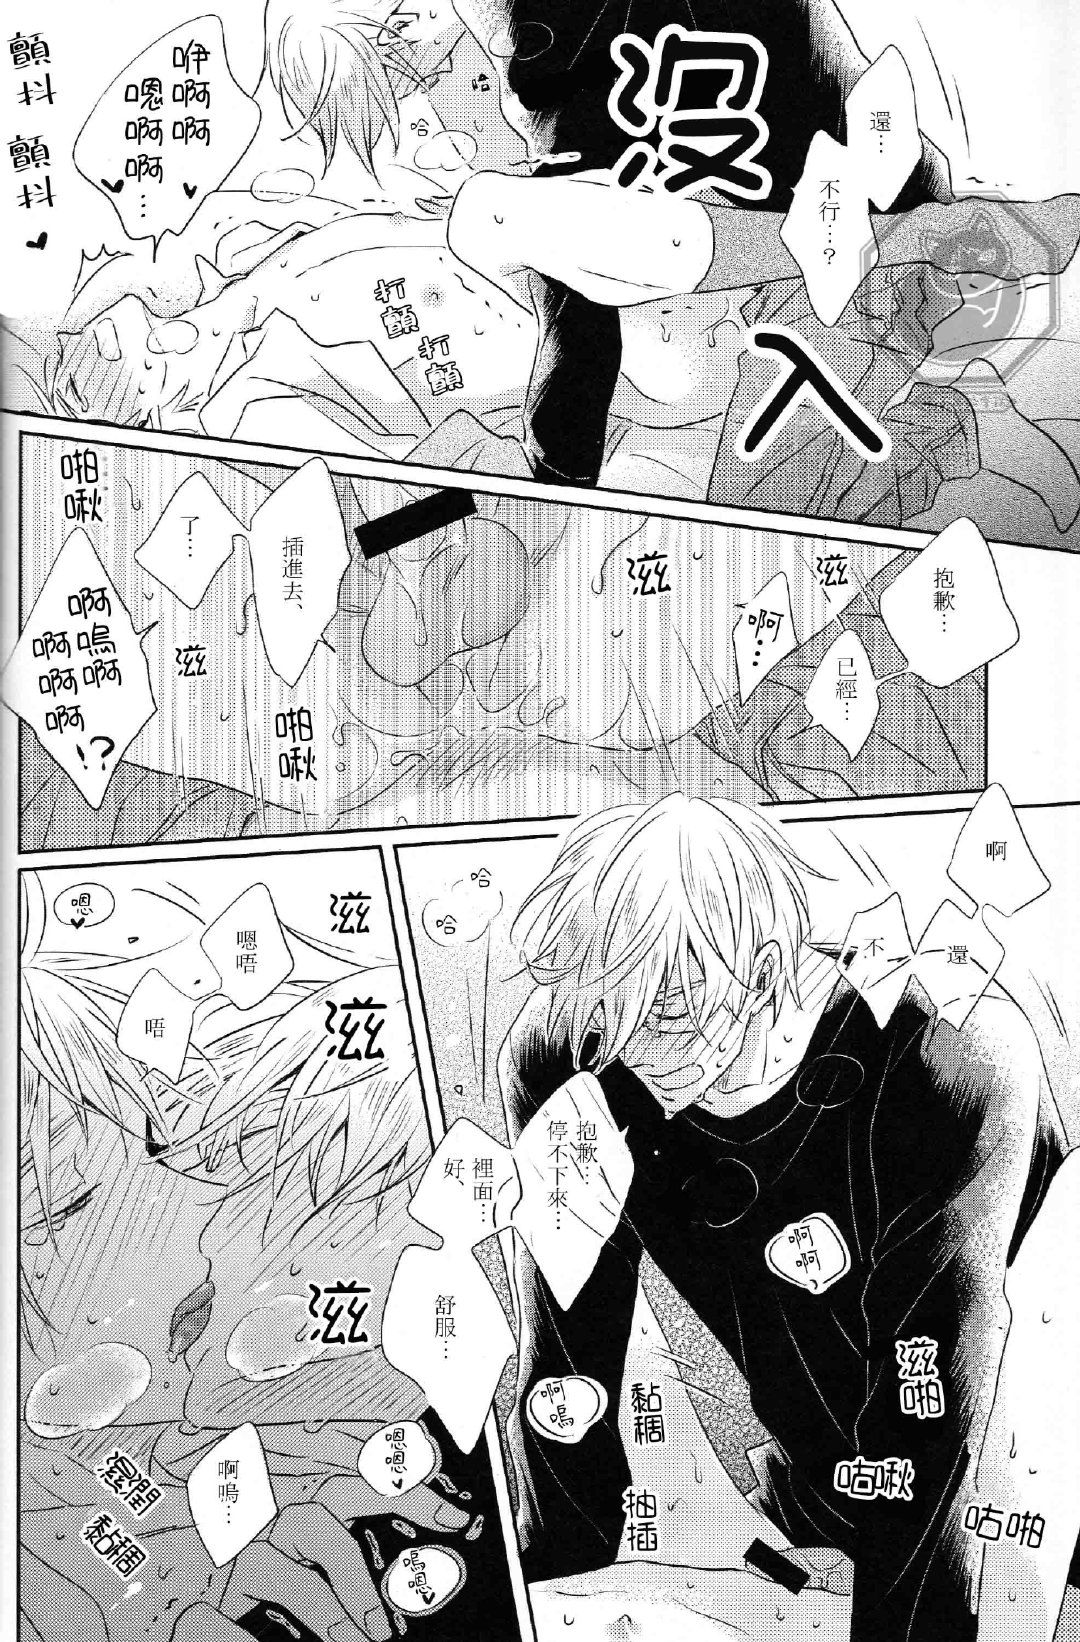 沒入
還…
不行…？
哈
哈
咿啊啊
嗯啊啊…
顫抖
顫抖
打顫
打顫
抱歉…
已經…
啊…
滋
滋
插進去、
了…
滋
啪啾
啪啾
啊嗚啊
啊啊啊
啊!?
啊
還
不
哈
哈
抱歉…
停不下來…
裡面…
好、
舒服…
啊啊
啊嗚
滋啪
黏稠
咕啾
抽插
咕啪
嗯
嗯唔
唔
滋
滋
滋
嗯嗯
啊嗚…
濕潤
黏稠
嗚嗯